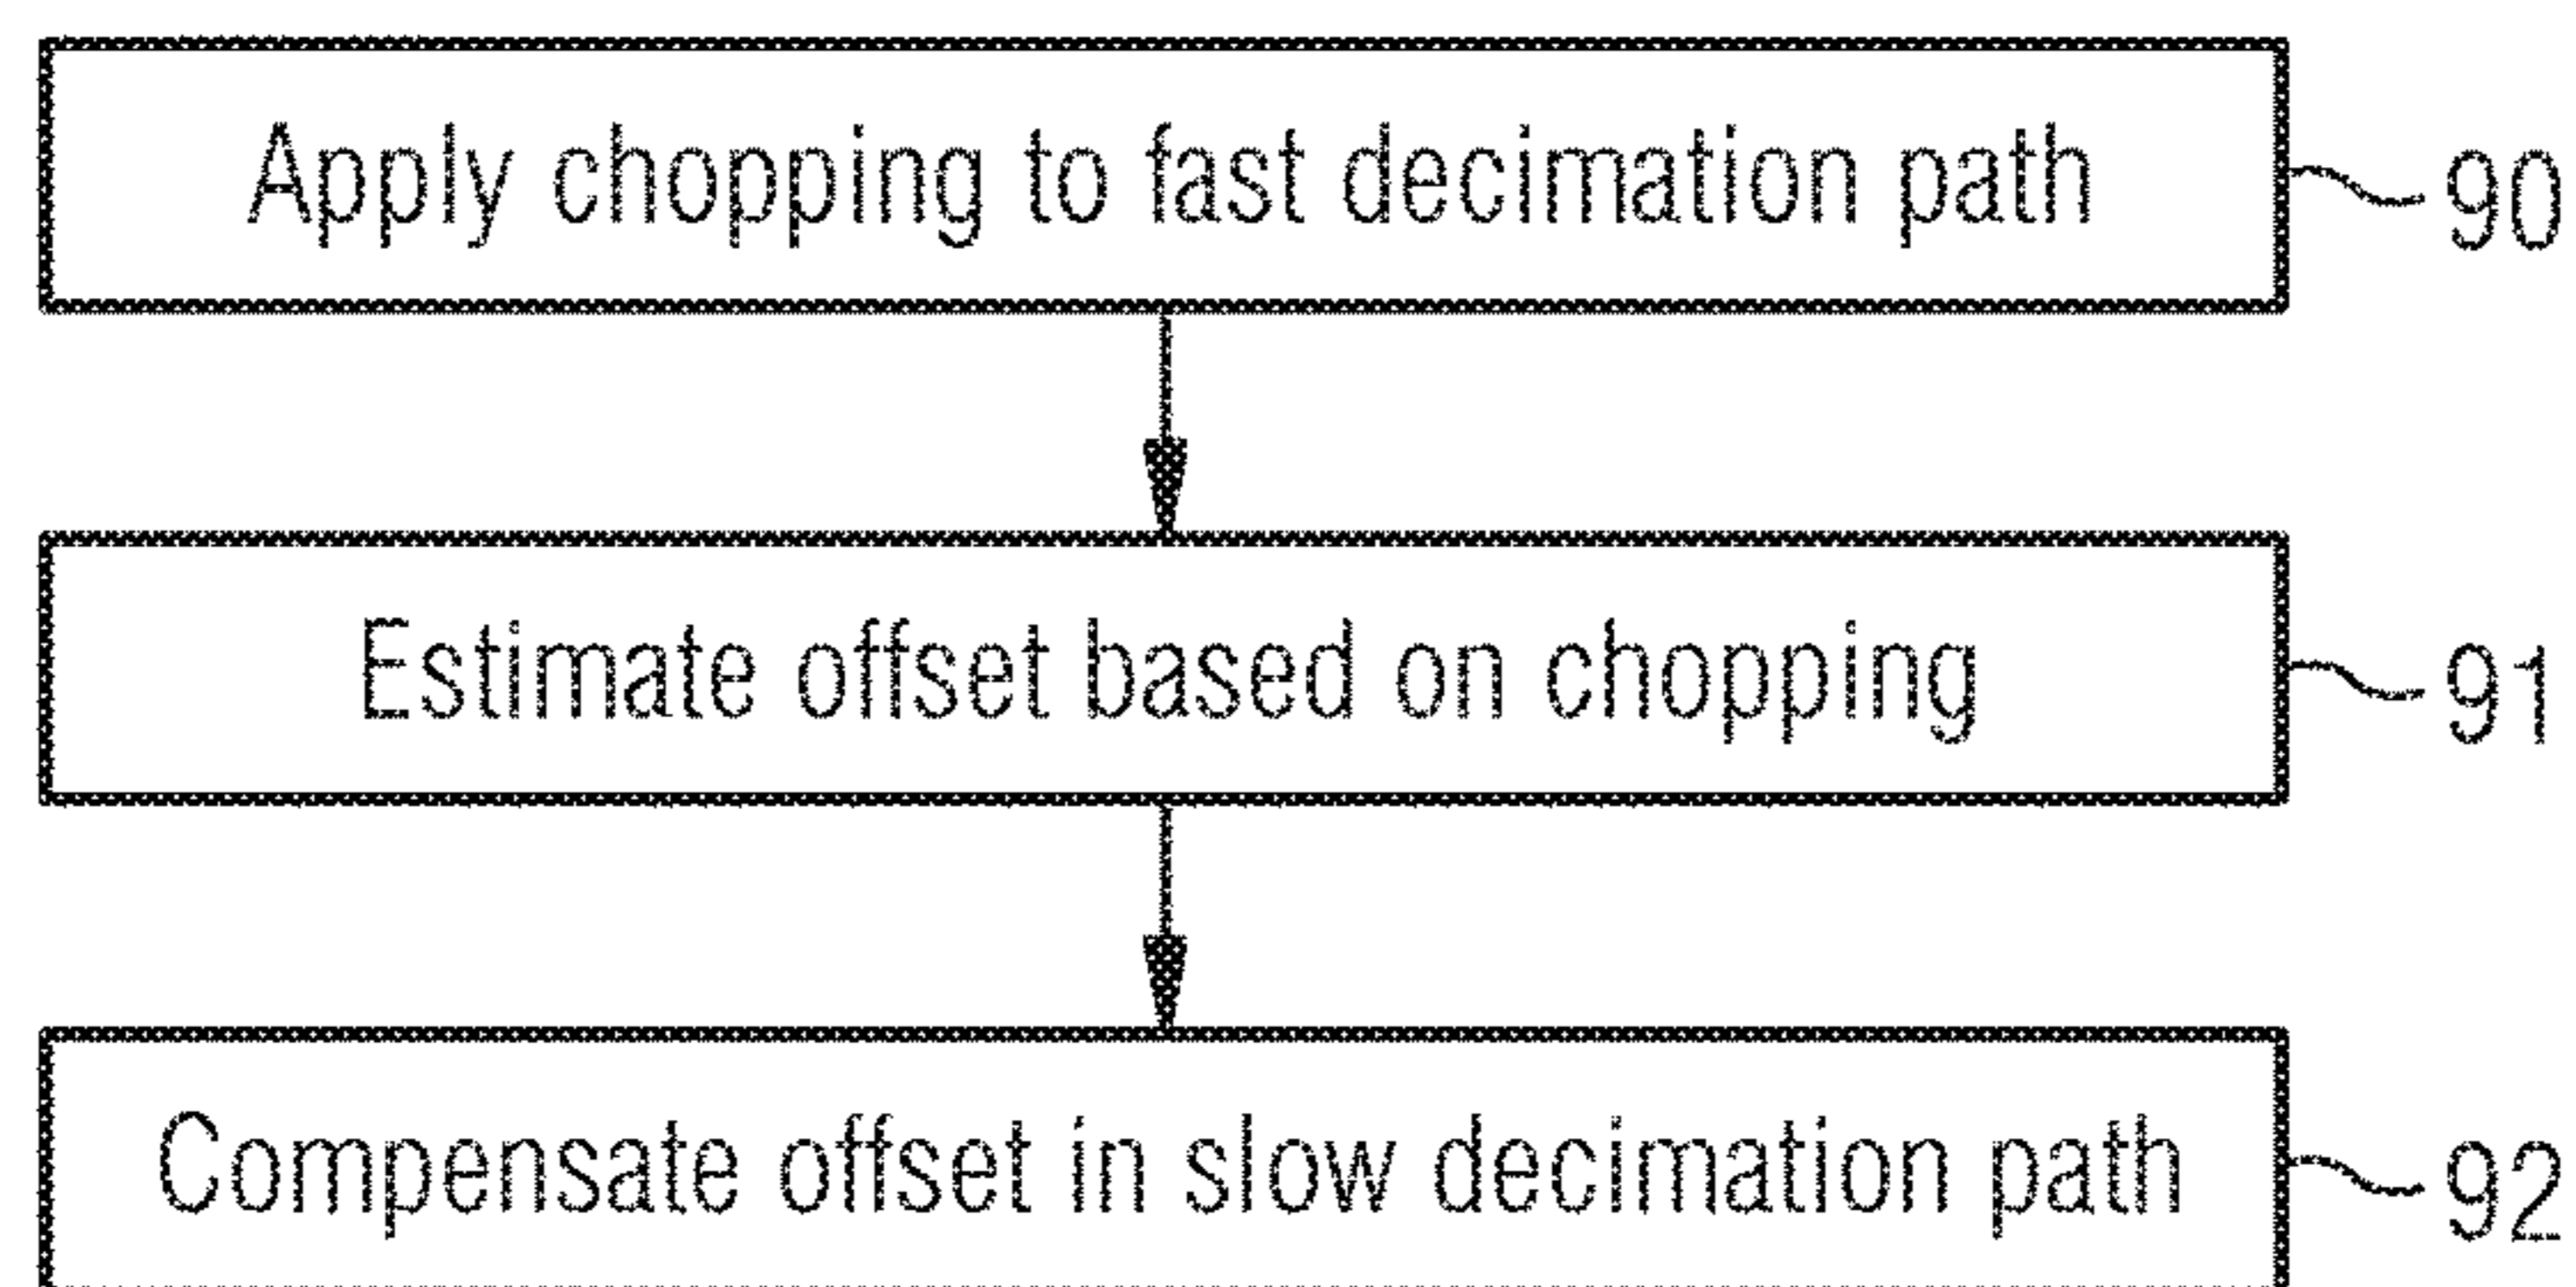 Apply chopping to fast decimation path
90
Estimate offset based on chopping
91
Compensate offset in slow decimation path
92